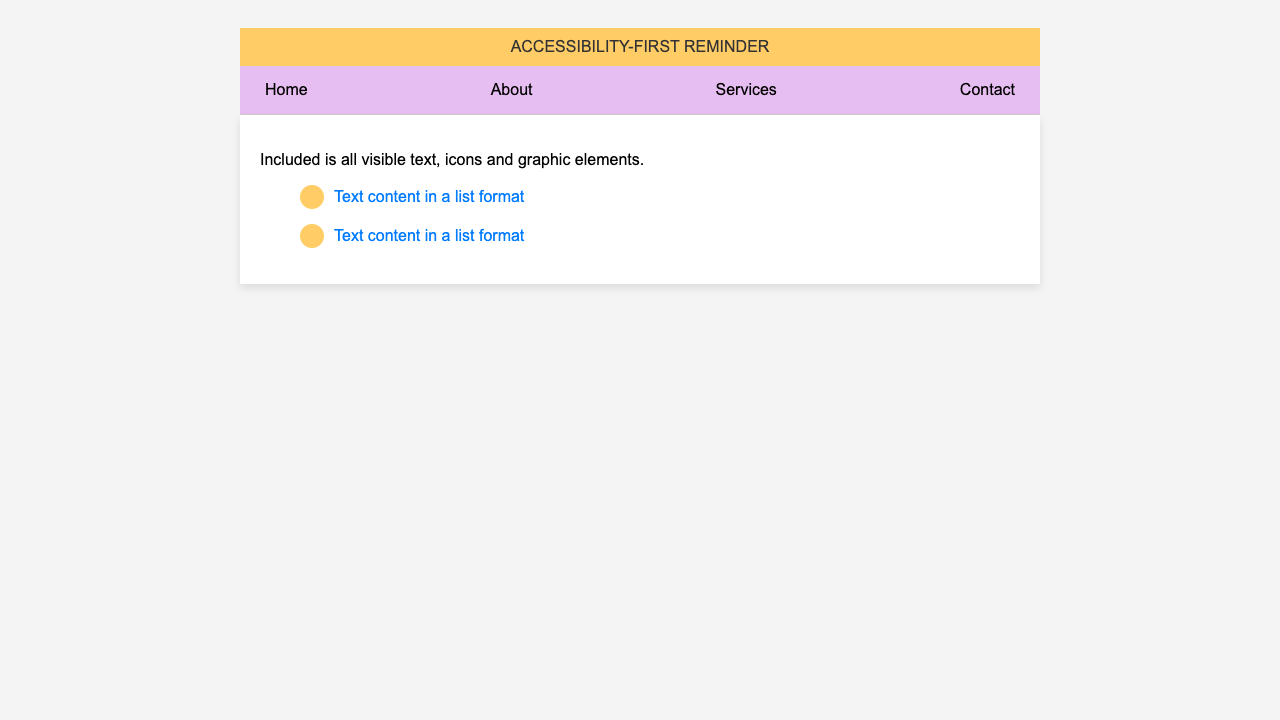 ACCESSIBILITY-FIRST REMINDER
Home About Services Contact
Included is all visible text, icons and graphic elements.
Text content in a list format
Text content in a list format